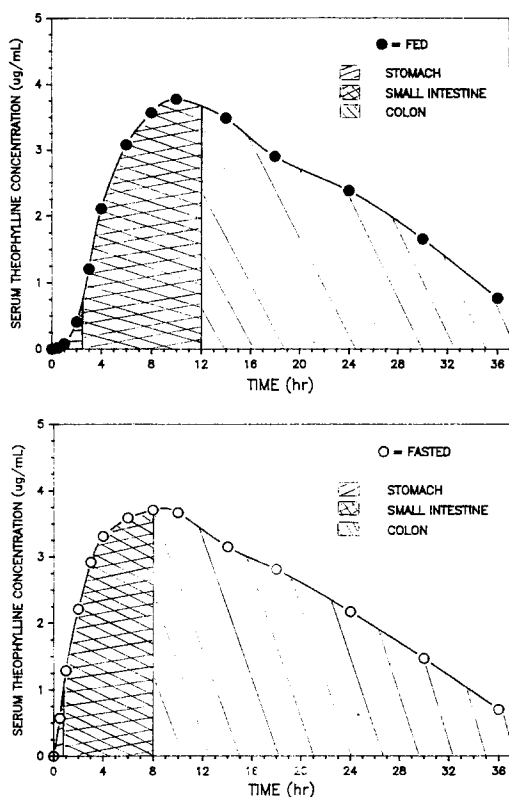 SERUM THEOPHYLLINE CONCENTRATION (ug/mL)
5
4
3
2
1
0
● = FED
STOMACH
SMALL INTESTINE
COLON
0 4 8 12 16 20 24 28 32 36
TIME (hr)
SERUM THEOPHYLLINE CONCENTRATION (ug/mL)
5
4
3
2
1
0
○ = FASTED
STOMACH
SMALL INTESTINE
COLON
0 4 8 12 16 20 24 28 32 36
TIME (hr)